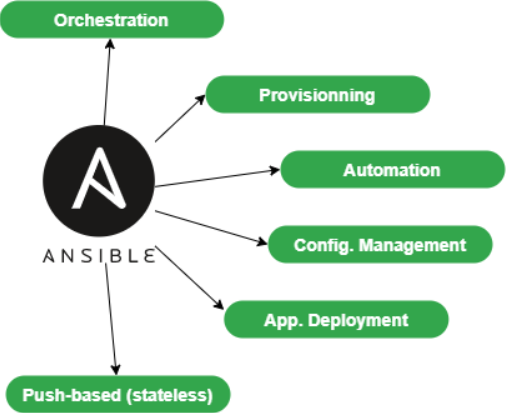 Orchestration
Provisionning
Automation
ANSIBLE
Config. Management
App. Deployment
Push-based (stateless)